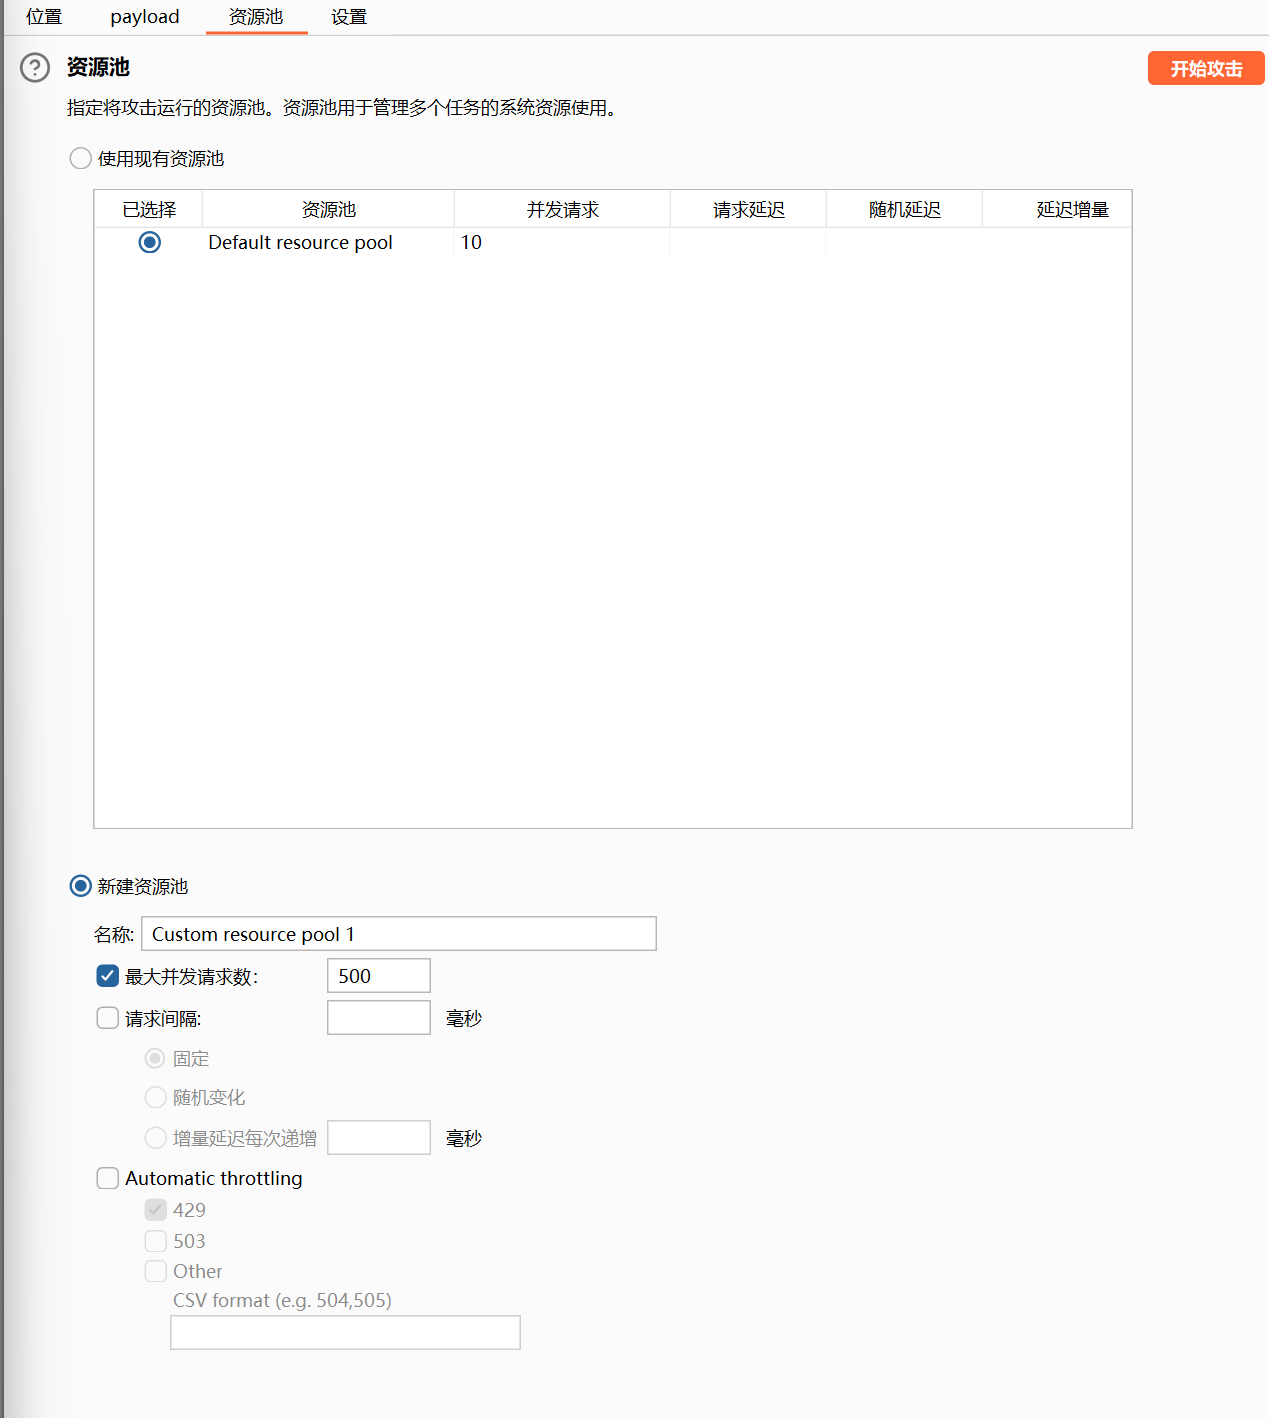 位置 payload 资源池 设置
资源池
开始攻击
指定将攻击运行的资源池。资源池用于管理多个任务的系统资源使用。
使用现有资源池
已选择 资源池 并发请求 请求延迟 随机延迟 延迟增量
Default resource pool 10
新建资源池
名称: Custom resource pool 1
最大并发请求数: 500
请求间隔: 毫秒
固定
随机变化
增量延迟每次递增 毫秒
Automatic throttling
429
503
Other
CSV format (e.g. 504,505)